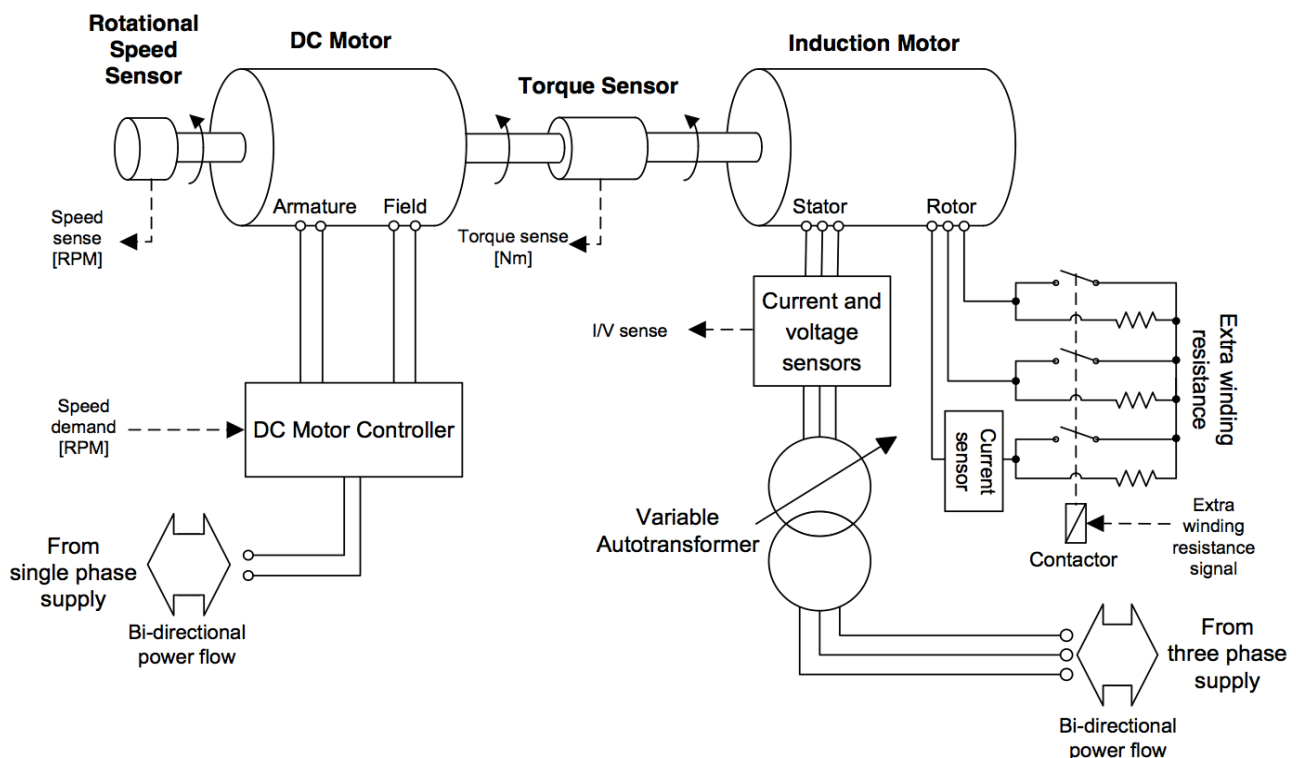 Rotational
Speed
Sensor
DC Motor
Torque Sensor
Induction Motor
Armature
Field
Stator
Rotor
Speed
sense
[RPM]
Torque sense
[Nm]
I/V sense
Current and
voltage
sensors
Extra winding
resistance
Speed
demand
[RPM]
DC Motor Controller
Current
sensor
Variable
Autotransformer
Contactor
Extra
winding
resistance
signal
From
single phase
supply
Bi-directional
power flow
From
three phase
supply
Bi-directional
power flow